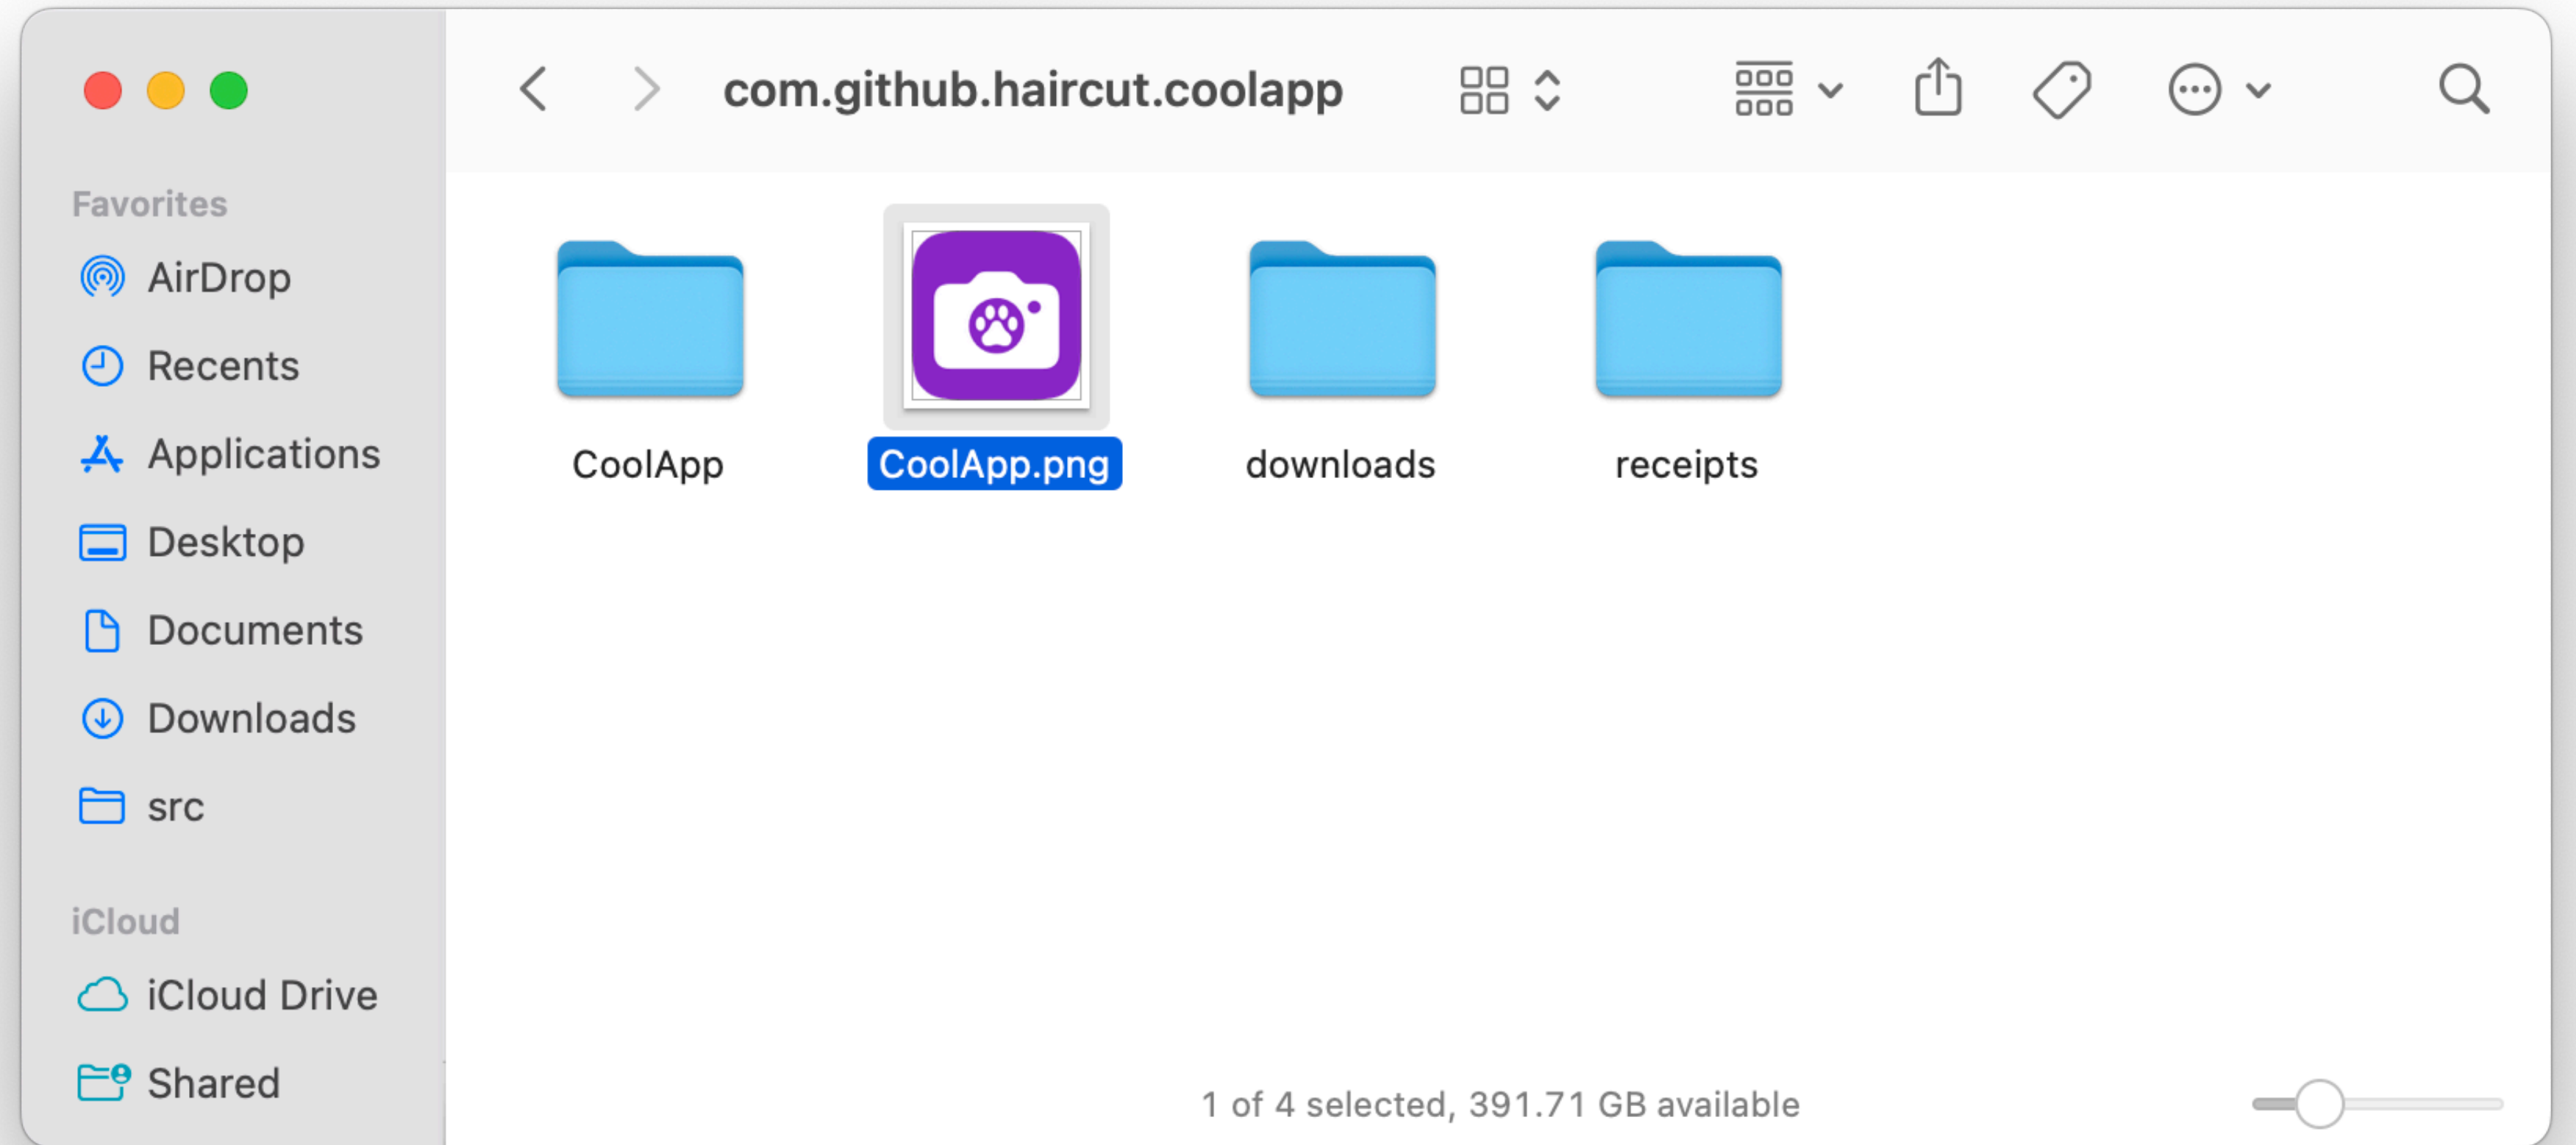 com.github.haircut.coolapp
Favorites
AirDrop
Recents
Applications
Desktop
Documents
Downloads
src
iCloud
iCloud Drive
Shared
CoolApp
CoolApp.png
downloads
receipts
1 of 4 selected, 391.71 GB available